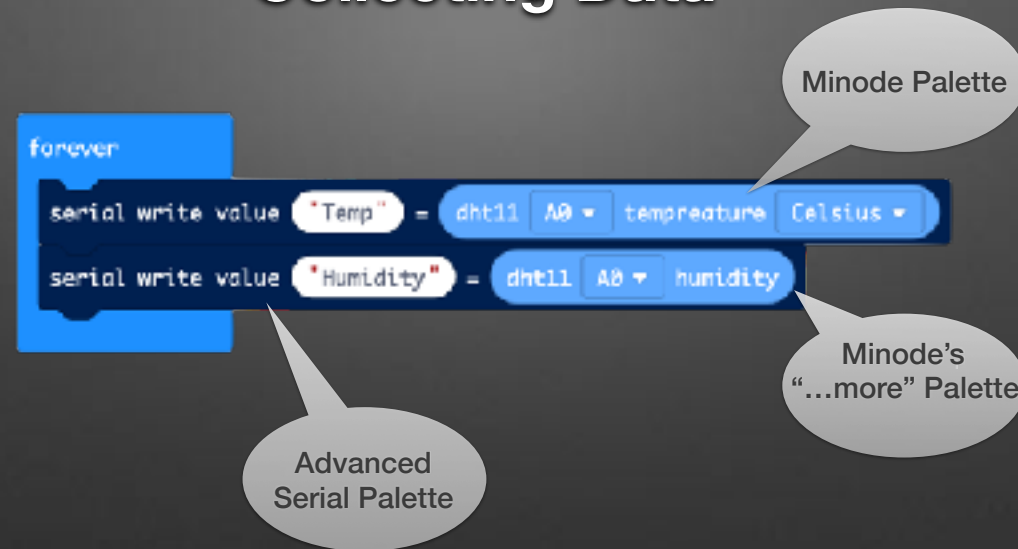 Collecting Data
Minode Palette
forever
serial write value "Temp" = dht11 A0 tempreature Celsius
serial write value "Humidity" = dht11 A0 humidity
Minode’s
“…more” Palette
Advanced
Serial Palette